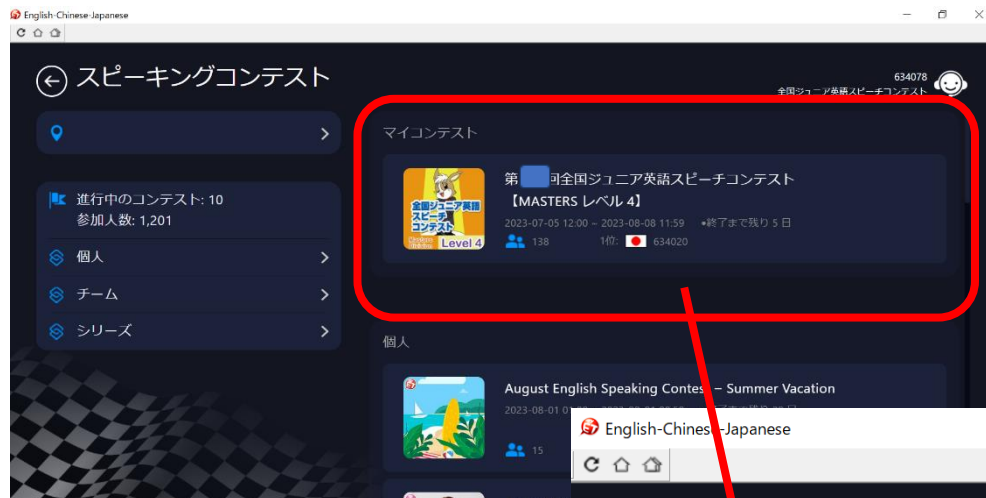 English-Chinese-Japanese
スピーキングコンテスト
634078
全国ジュニア英語スピーチコンテスト
マイコンテスト
第 回全国ジュニア英語スピーチコンテスト
【MASTERS レベル 4】
2023-07-05 12:00 ~ 2023-08-08 11:59 •終了まで残り 5 日
138 1位: 634020
全国ジュニア英語
スピーチ
コンテスト
Level 4
進行中のコンテスト: 10
参加人数: 1,201
個人
チーム
シリーズ
個人
August English Speaking Contest – Summer Vacation
2023-08-01
15
English-Chinese-Japanese